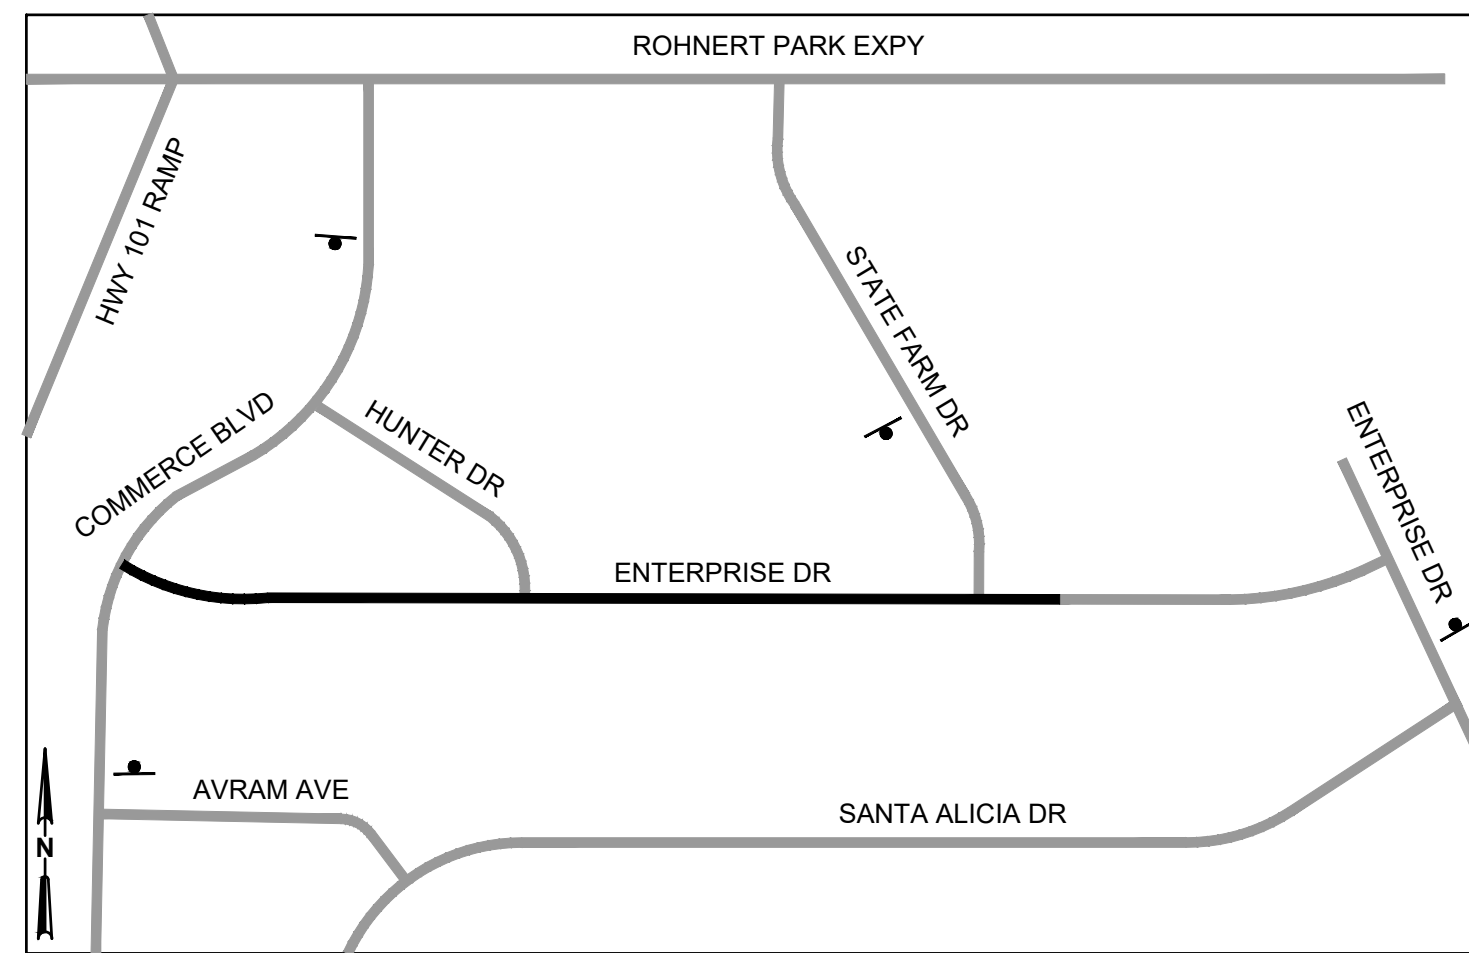 ROHNERT PARK EXPY
HWY 101 RAMP
STATE FARM DR
COMMERCE BLVD
HUNTER DR
ENTERPRISE DR
ENTERPRISE DR
AVRAM AVE
SANTA ALICIA DR
N